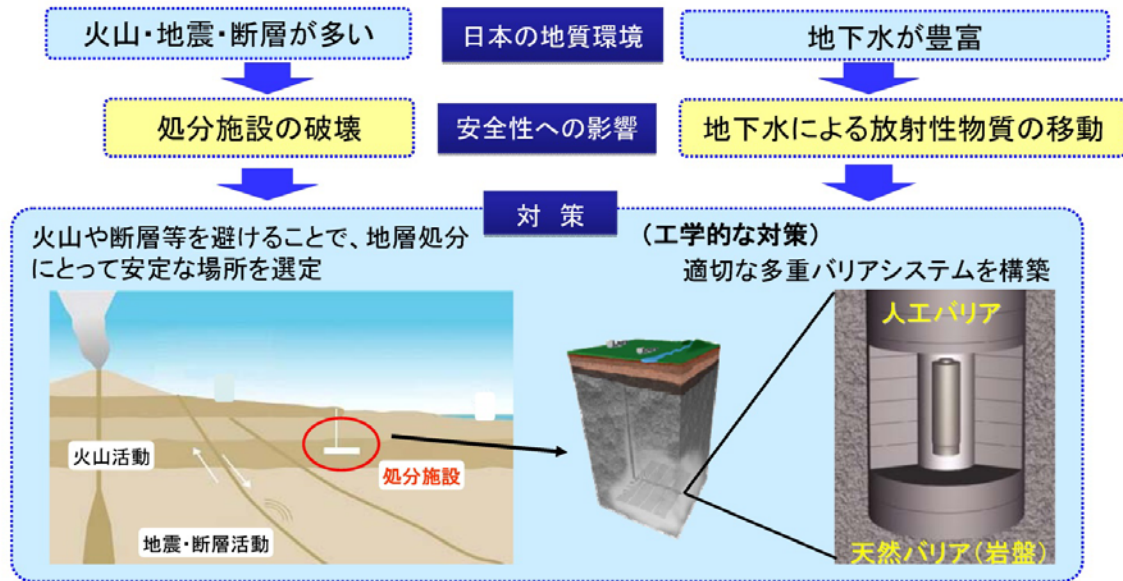 火山・地震・断層が多い
日本の地質環境
地下水が豊富
処分施設の破壊
安全性への影響
地下水による放射性物質の移動
対 策
火山や断層等を避けることで、地層処分
にとって安定な場所を選定
(工学的な対策)
適切な多重バリアシステムを構築
火山活動
処分施設
地震・断層活動
人工バリア
天然バリア(岩盤)